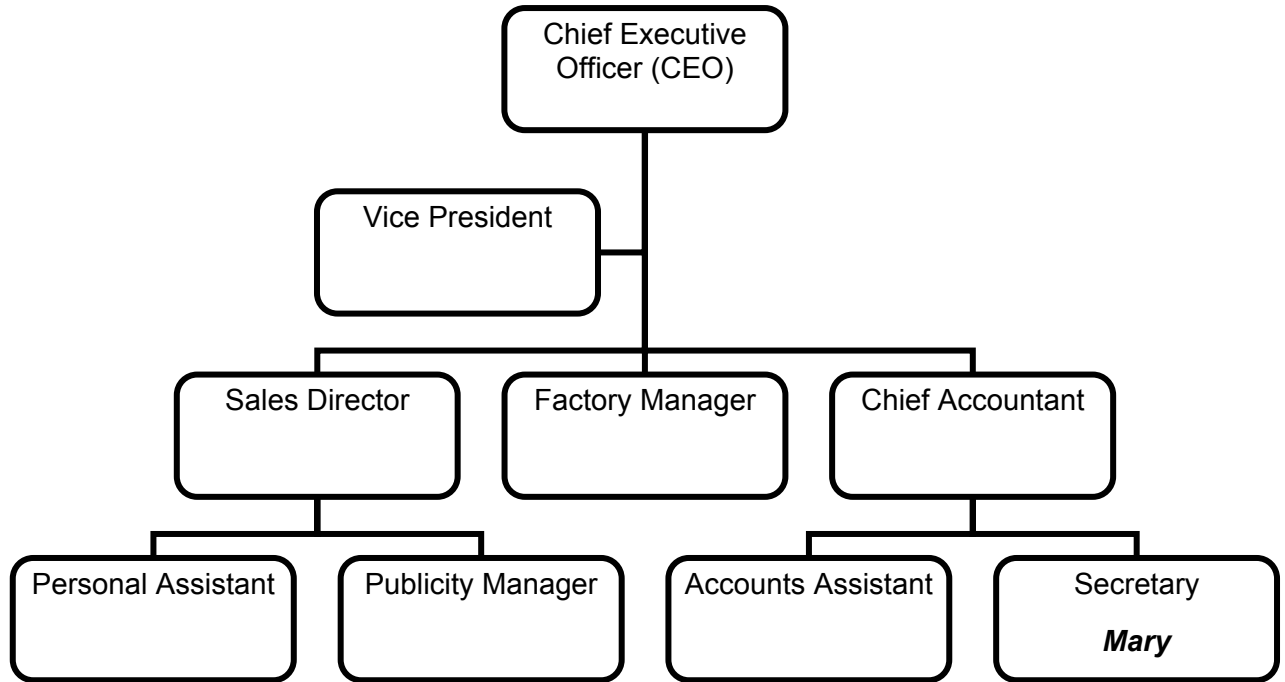 Chief Executive
Officer (CEO)
Vice President
Sales Director
Factory Manager
Chief Accountant
Personal Assistant
Publicity Manager
Accounts Assistant
Secretary
Mary